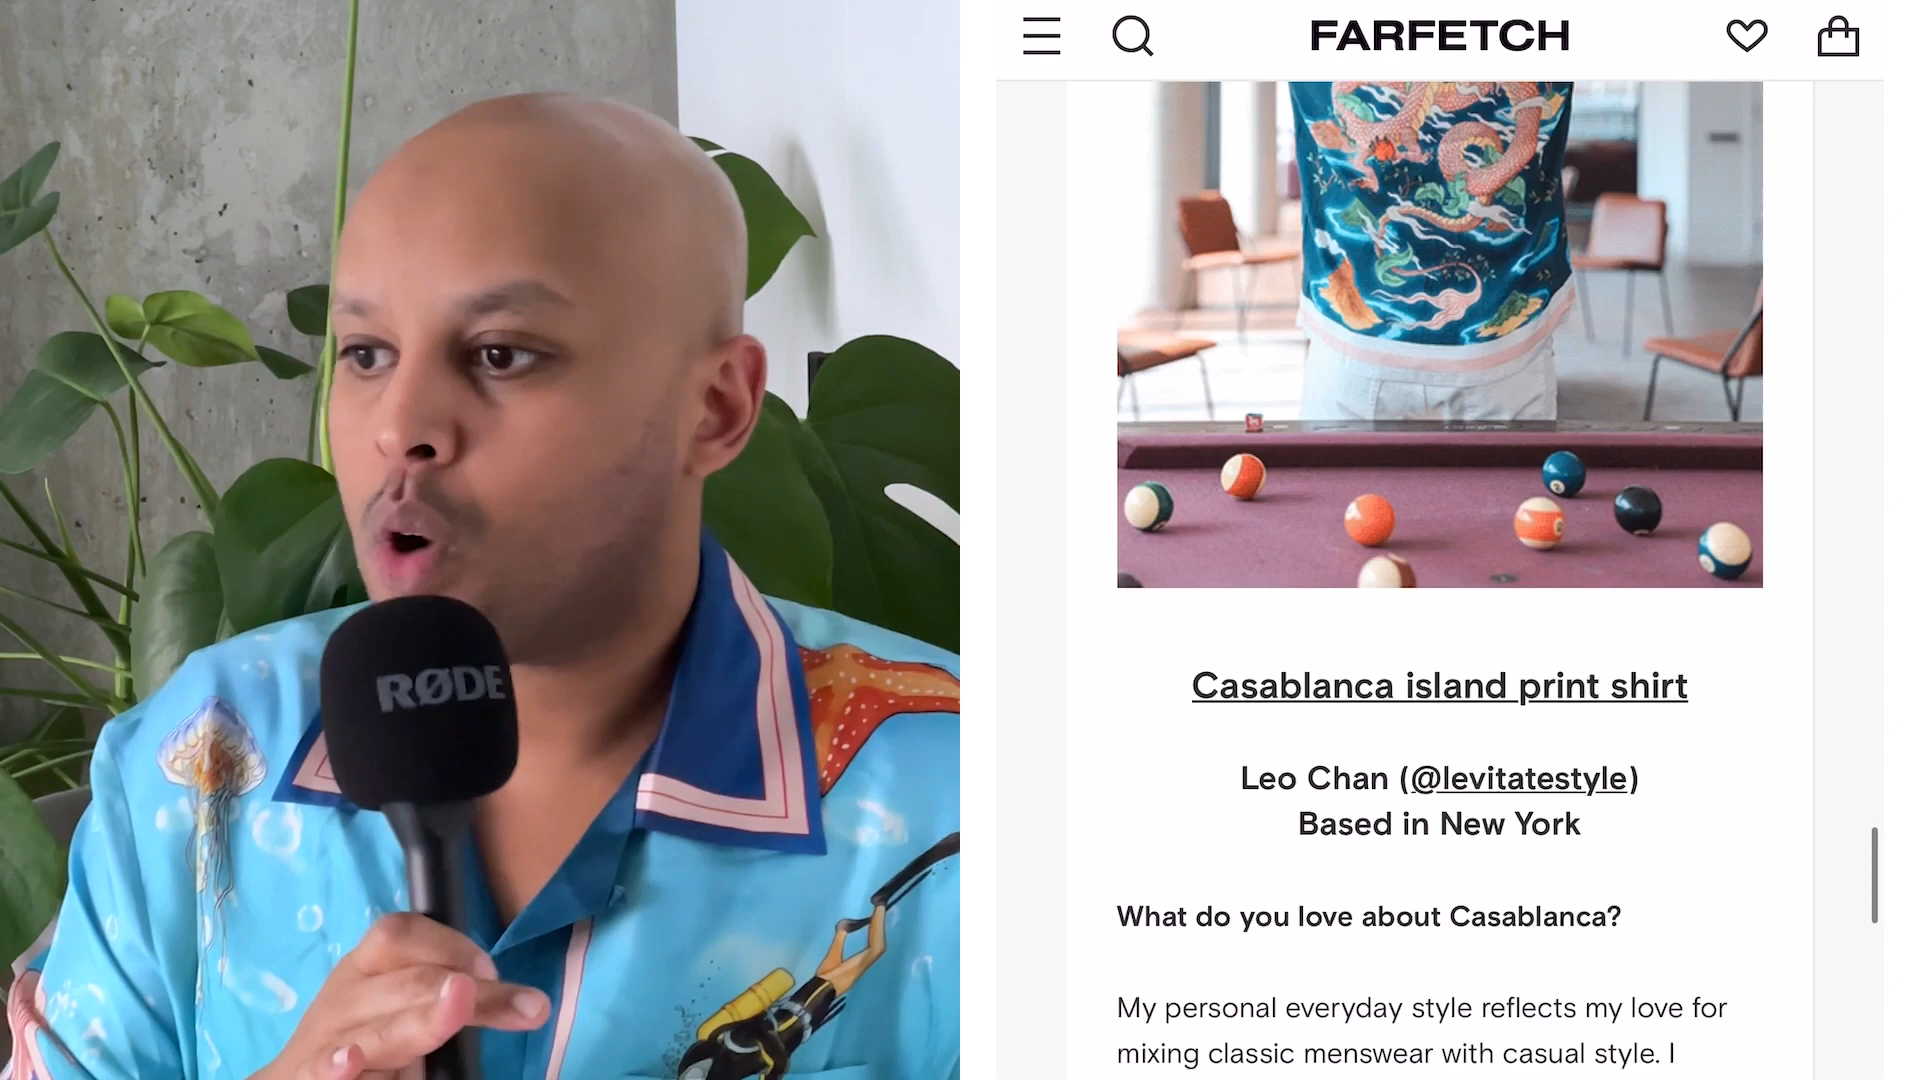 FARFETCH
RØDE
Casablanca island print shirt
Leo Chan (@levitatestyle)
Based in New York
What do you love about Casablanca?
My personal everyday style reflects my love for
mixing classic menswear with casual style. I